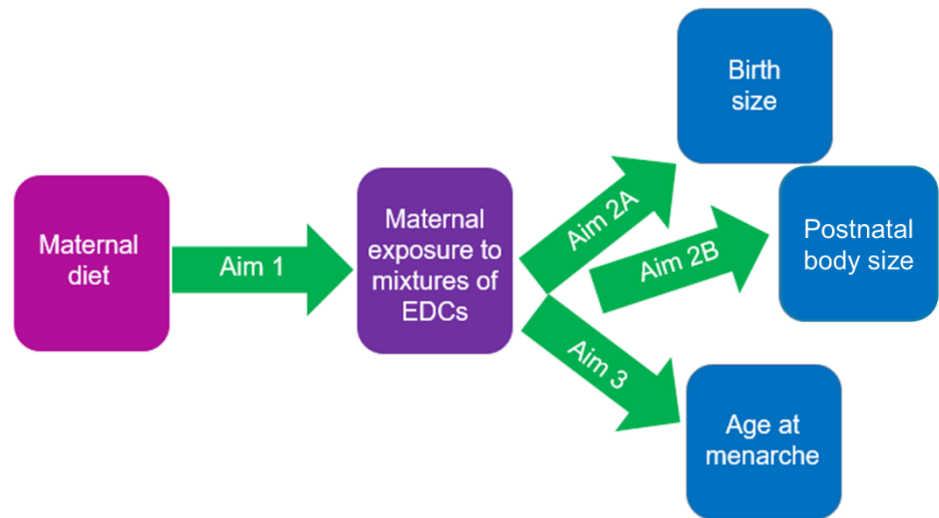 Maternal
diet
Aim 1
Maternal
exposure to
mixtures of
EDCs
Aim 2A
Birth
size
Aim 2B
Postnatal
body size
Aim 3
Age at
menarche